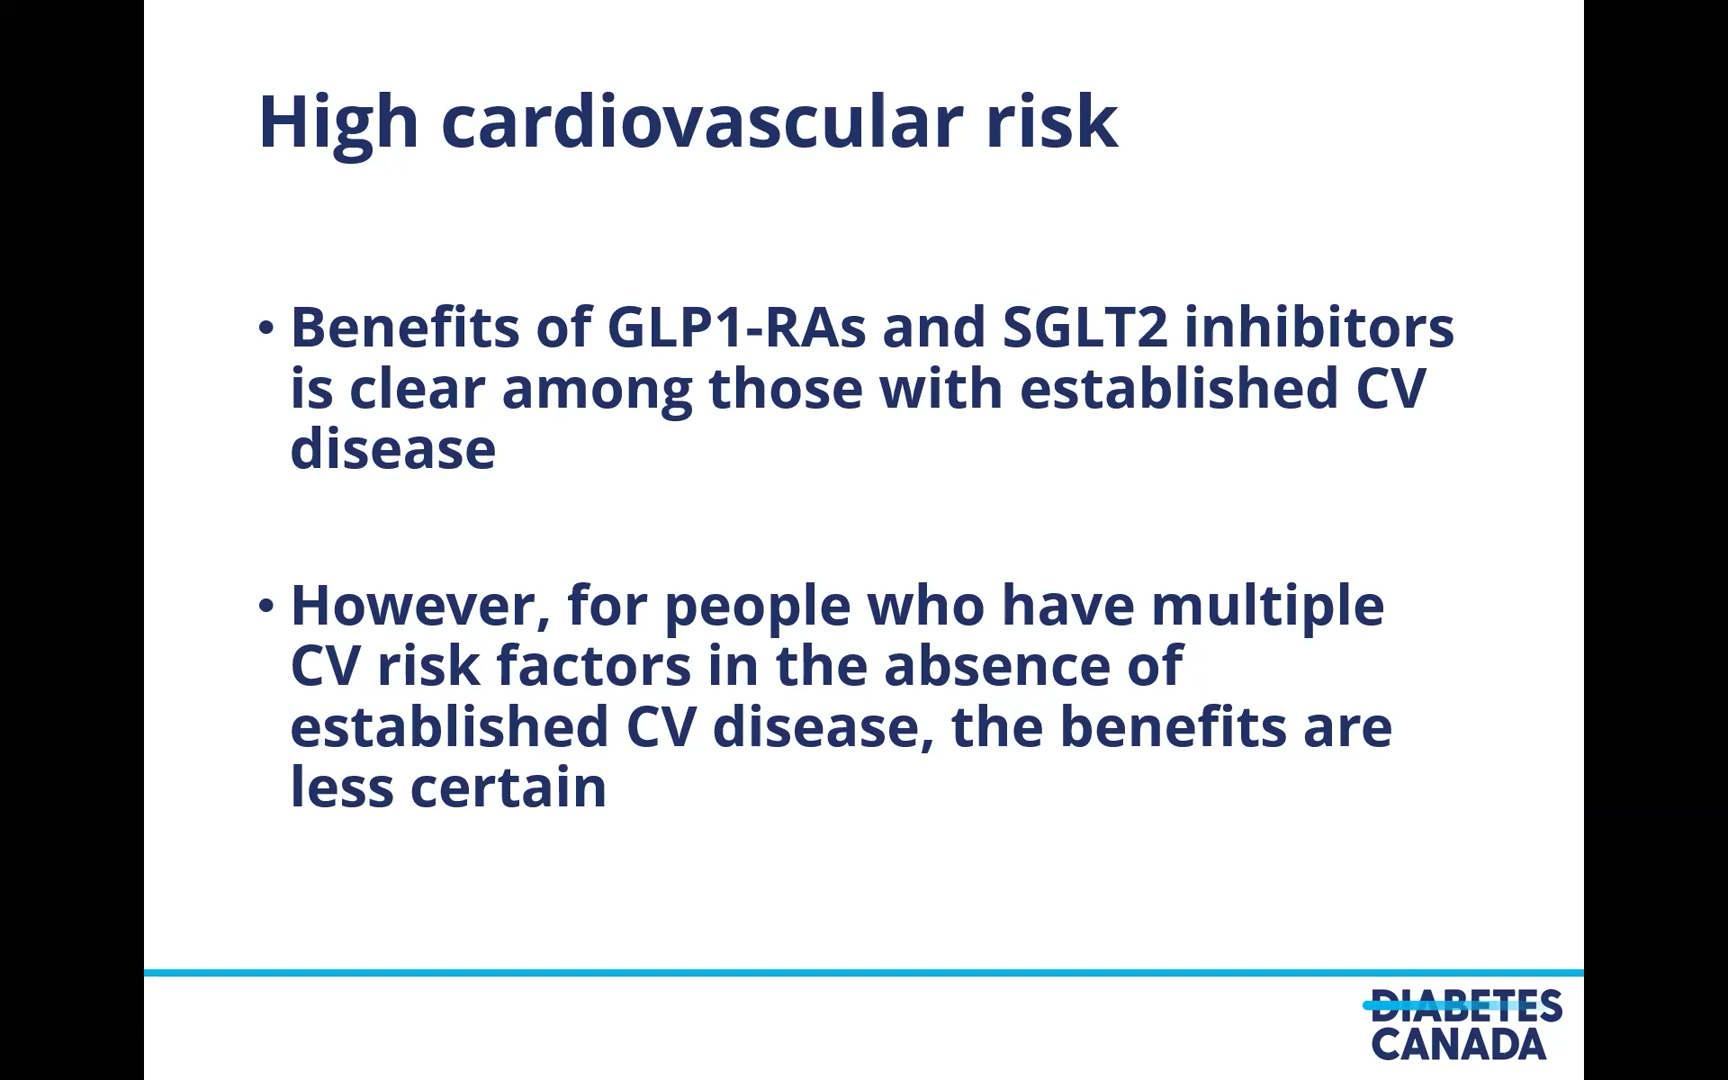 High cardiovascular risk
• Benefits of GLP1-RAs and SGLT2 inhibitors
is clear among those with established CV
disease
• However, for people who have multiple
CV risk factors in the absence of
established CV disease, the benefits are
less certain
DIABETES
CANADA